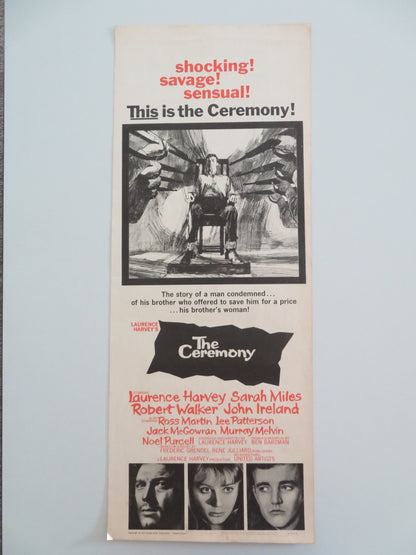 shocking!
savage!
sensual!
This is the Ceremony!
The story of a man condemned...
of his brother who offered to save him for a price
...his brother's woman!
LAURENCE
HARVEY'S
The
Ceremony
Laurence Harvey Sarah Miles
Robert Walker John Ireland
Ross Martin Lee Patterson
Jack McGowran Murray Melvin
Noel Purcell LAURENCE HARVEY BEN BARZMAN
FREDERIC GRENDEL RENE JULLIARD
A LAURENCE HARVEY PRODUCTION UNITED ARTISTS